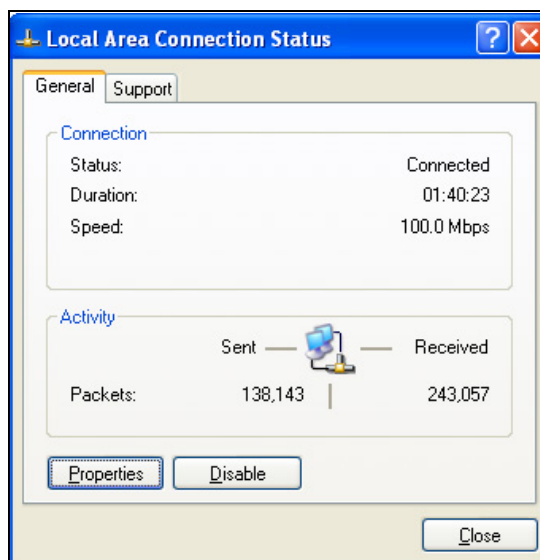 Local Area Connection Status
General Support
Connection
Status: Connected
Duration: 01:40:23
Speed: 100.0 Mbps
Activity
Sent Received
Packets: 138,143 243,057
Properties Disable
Close